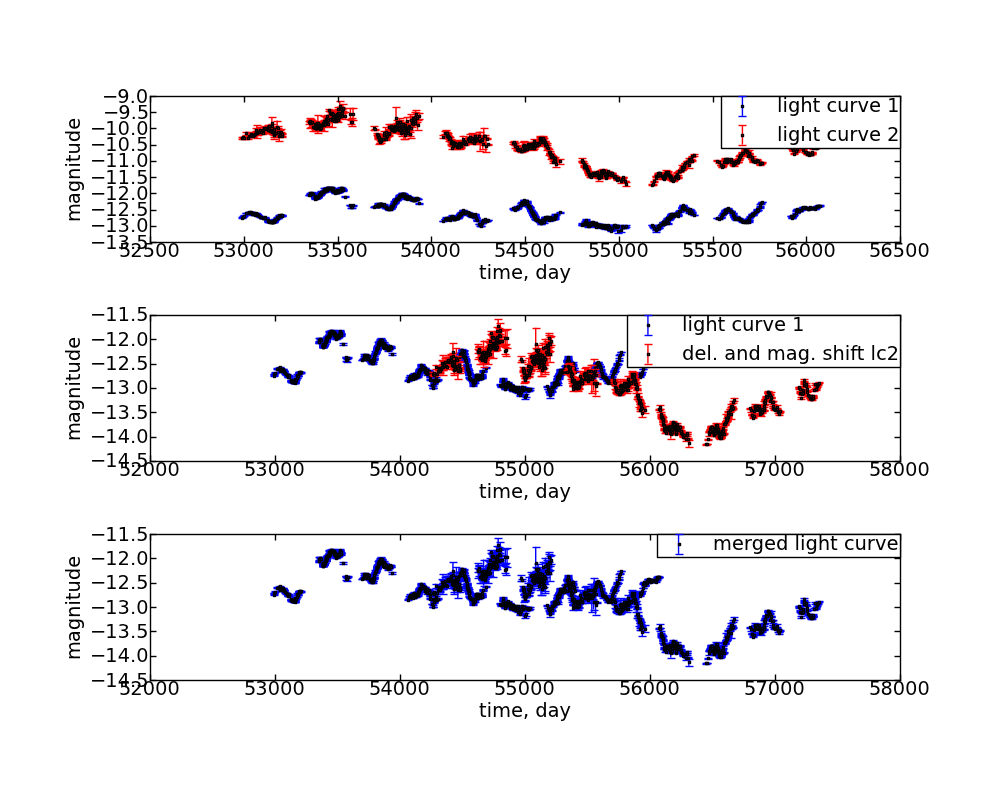 −9.0
−9.5
−10.0
−10.5
−11.0
−11.5
−12.0
−12.5
−13.0
−13.5
magnitude
light curve 1
light curve 2
52500 53000 53500 54000 54500 55000 55500 56000 56500
time, day
−11.5
−12.0
−12.5
−13.0
−13.5
−14.0
−14.5
magnitude
light curve 1
del. and mag. shift lc2
52000 53000 54000 55000 56000 57000 58000
time, day
−11.5
−12.0
−12.5
−13.0
−13.5
−14.0
−14.5
magnitude
merged light curve
52000 53000 54000 55000 56000 57000 58000
time, day